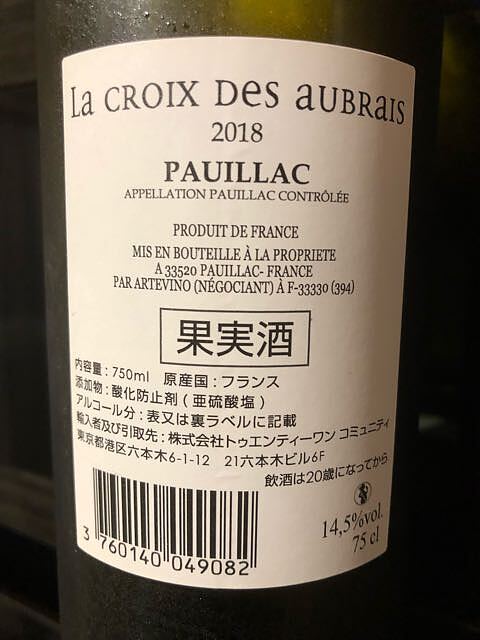 La CROIX Des aUBRaIS
2018
PAUILLAC
APPELLATION PAUILLAC CONTRÔLÉE
PRODUIT DE FRANCE
MIS EN BOUTEILLE À LA PROPRIETE
A 33520 PAUILLAC- FRANCE
PAR ARTEVINO (NÉGOCIANT) À F-33330 (394)
果実酒
内容量：750ml　原産国：フランス
添加物：酸化防止剤 ( 亜硫酸塩 )
アルコール分：表又は裏ラベルに記載
輸入者及び引取先：株式会社トゥエンティーワン コミュニティ
東京都港区六本木6-1-12　21六本木ビル6F
飲酒は20歳になってから
14,5%vol.
75 cl
3 760140 049082